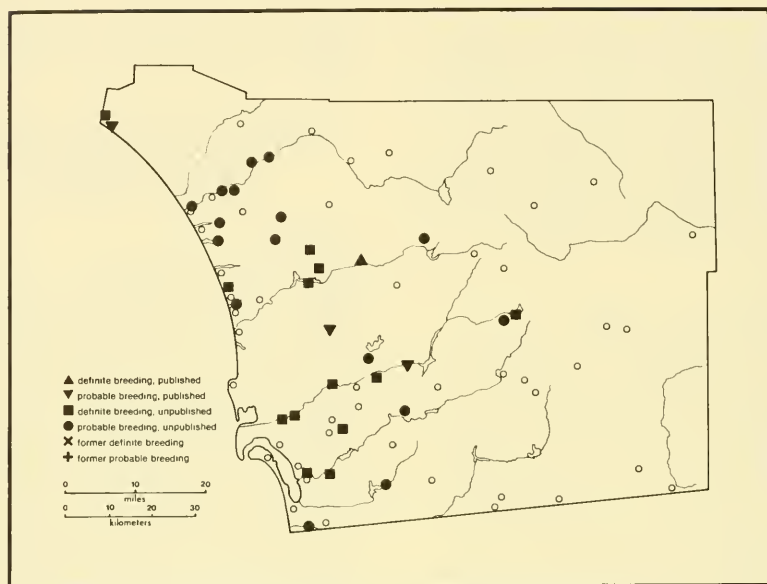 definite breeding, published
probable breeding, published
definite breeding, unpublished
probable breeding, unpublished
former definite breeding
former probable breeding
0 10 20
miles
0 10 20 30
kilometers